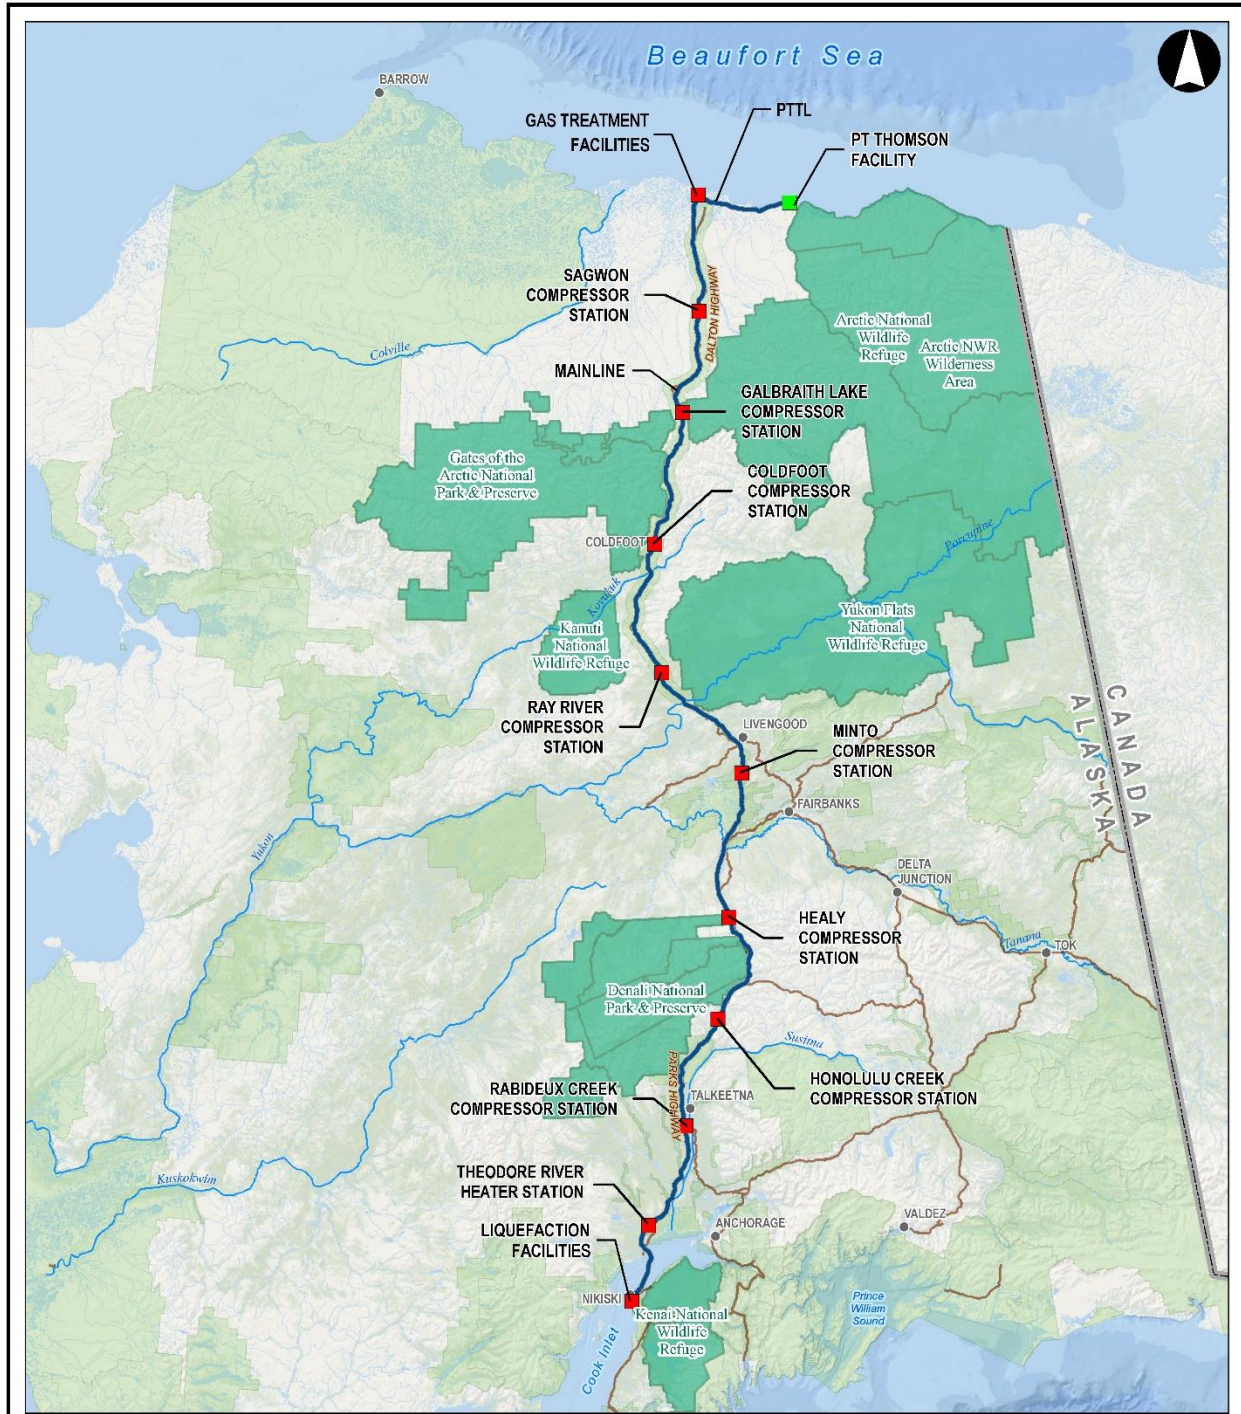 Beaufort Sea
BARROW
PTTL
GAS TREATMENT
FACILITIES
PT THOMSON
FACILITY
SAGWON
COMPRESSOR
STATION
DALTON HIGHWAY
Colville
Arctic National
Wildlife
Refuge
Arctic NWR
Wilderness
Area
MAINLINE
GALBRAITH LAKE
COMPRESSOR
STATION
Gates of the
Arctic National
Park & Preserve
COLDFOOT
COMPRESSOR
STATION
COLDFOOT
Porcupine
Koyukuk
Kanuti
National
Wildlife Refuge
Yukon Flats
National
Wildlife Refuge
RAY RIVER
COMPRESSOR
STATION
CANADA
ALASKA
LIVENGOOD
MINTO
COMPRESSOR
STATION
FAIRBANKS
Yukon
DELTA
JUNCTION
HEALY
COMPRESSOR
STATION
Tanana
TOK
Denali National
Park & Preserve
Susitna
PARKS HIGHWAY
HONOLULU CREEK
COMPRESSOR STATION
RABIDEUX CREEK
COMPRESSOR STATION
TALKEETNA
Kuskokwim
THEODORE RIVER
HEATER STATION
LIQUEFACTION
FACILITIES
ANCHORAGE
VALDEZ
NIKISKI
Kenai National
Wildlife
Refuge
Prince
William
Sound
Cook Inlet